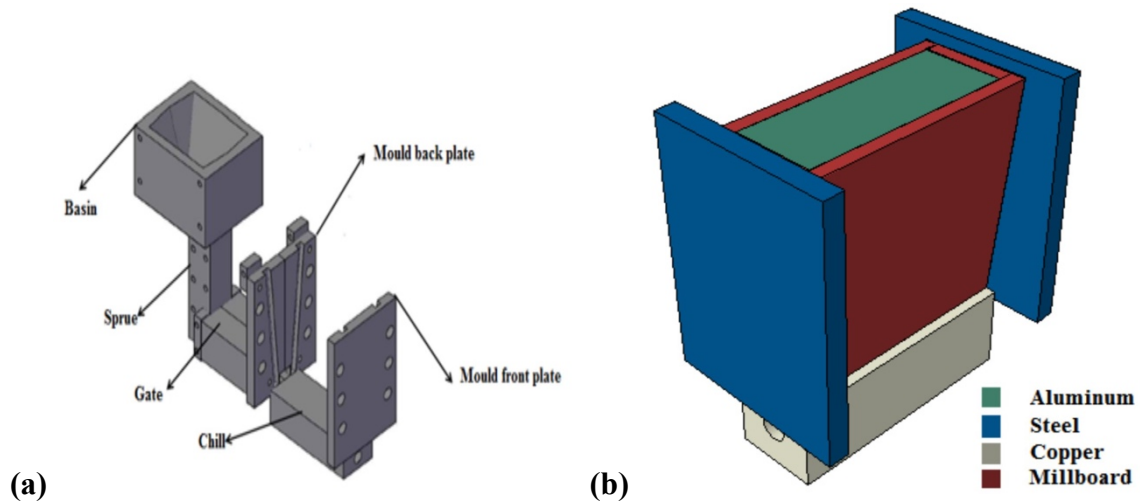 Basin
Mould back plate
Sprue
Gate
Mould front plate
Chill
(a)
Aluminum
Steel
Copper
Millboard
(b)